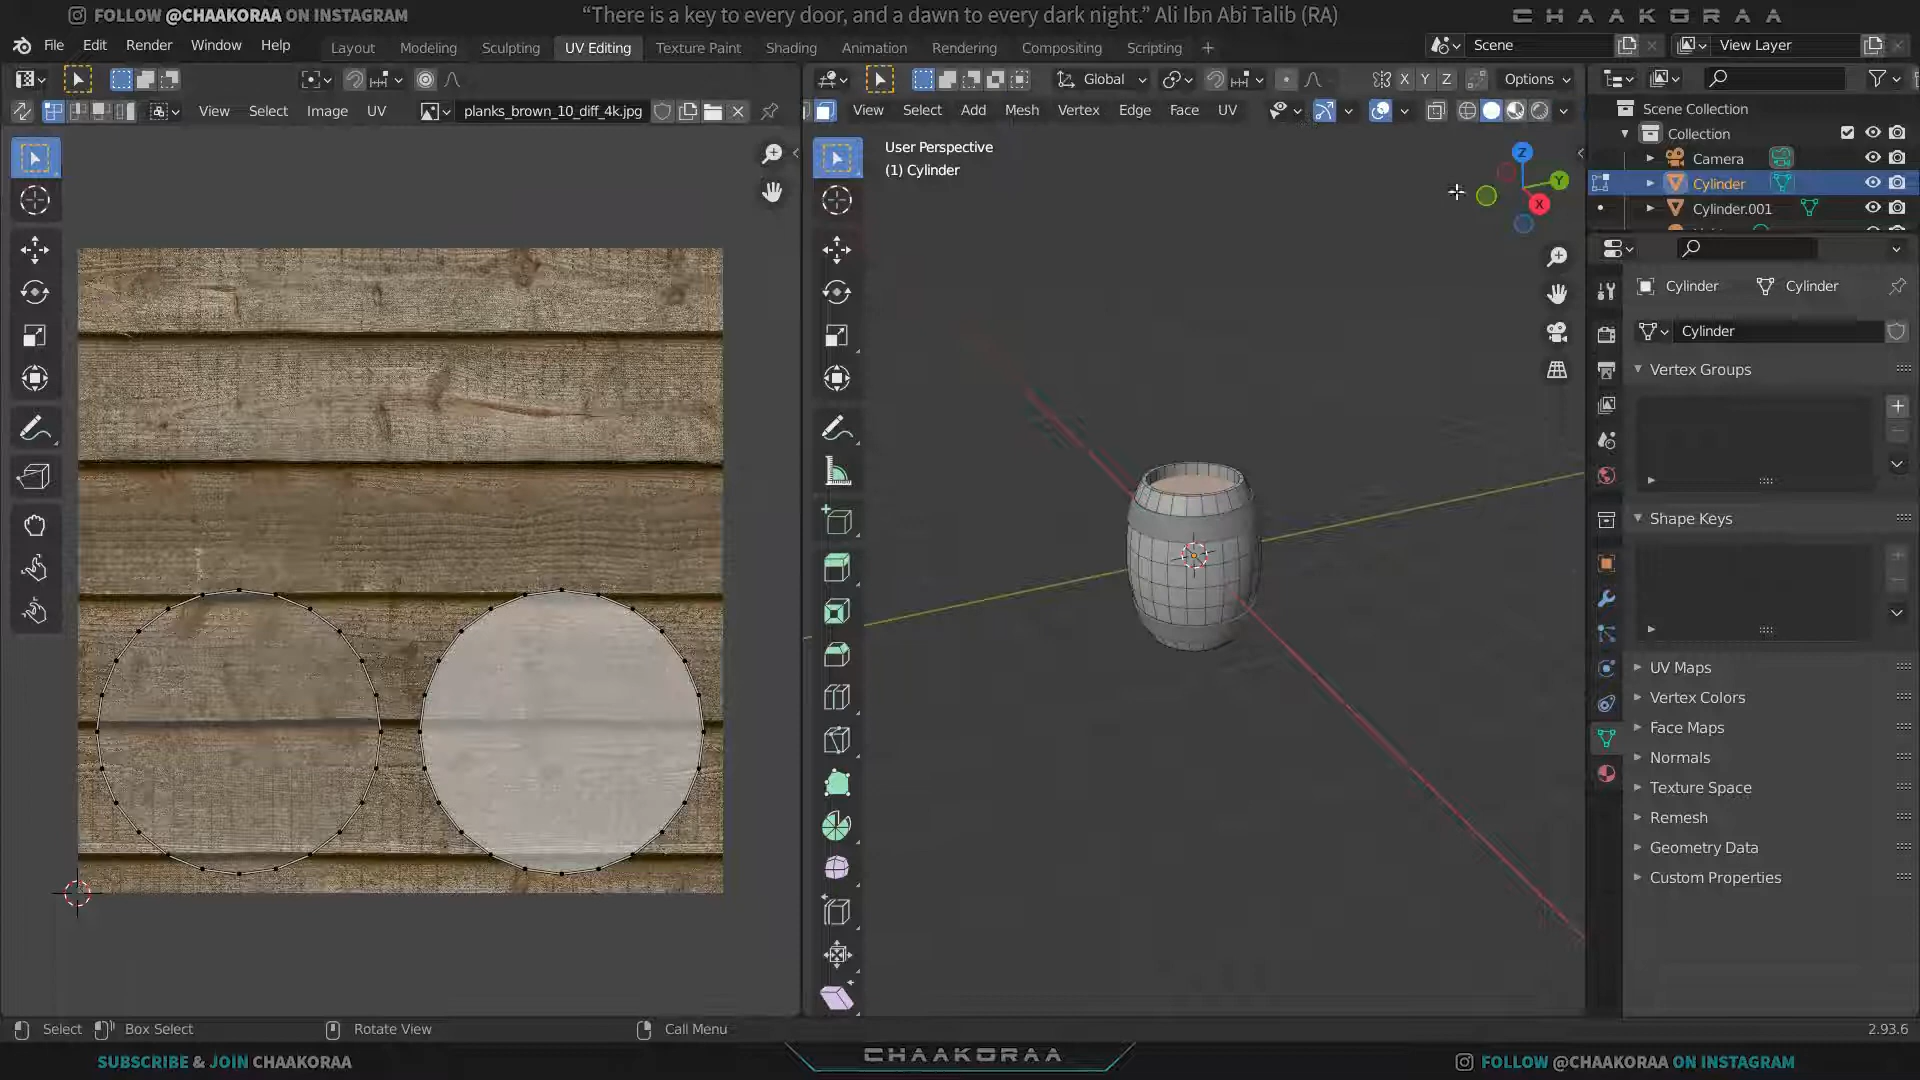 FOLLOW @CHAAKORAA ON INSTAGRAM
“There is a key to every door, and a dawn to every dark night.” Ali Ibn Abi Talib (RA)
CHAAKORAA
File Edit Render Window Help
Layout Modeling Sculpting UV Editing Texture Paint Shading Animation Rendering Compositing Scripting +
Scene
View Layer
Global
X Y Z
Options
View Select Image UV
planks_brown_10_diff_4k.jpg
View Select Add Mesh Vertex Edge Face UV
Scene Collection
Collection
Camera
Cylinder
Cylinder.001
User Perspective
(1) Cylinder
Z
Y
X
Cylinder Cylinder
Cylinder
Vertex Groups
Shape Keys
UV Maps
Vertex Colors
Face Maps
Normals
Texture Space
Remesh
Geometry Data
Custom Properties
Select Box Select Rotate View Call Menu
2.93.6
SUBSCRIBE & JOIN CHAAKORAA
CHAAKORAA
FOLLOW @CHAAKORAA ON INSTAGRAM